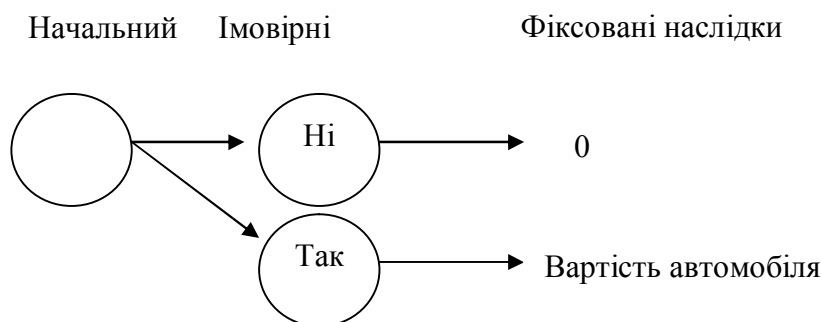 Начальний Імовірні Фіксовані наслідки
Ні 0
Так Вартість автомобіля